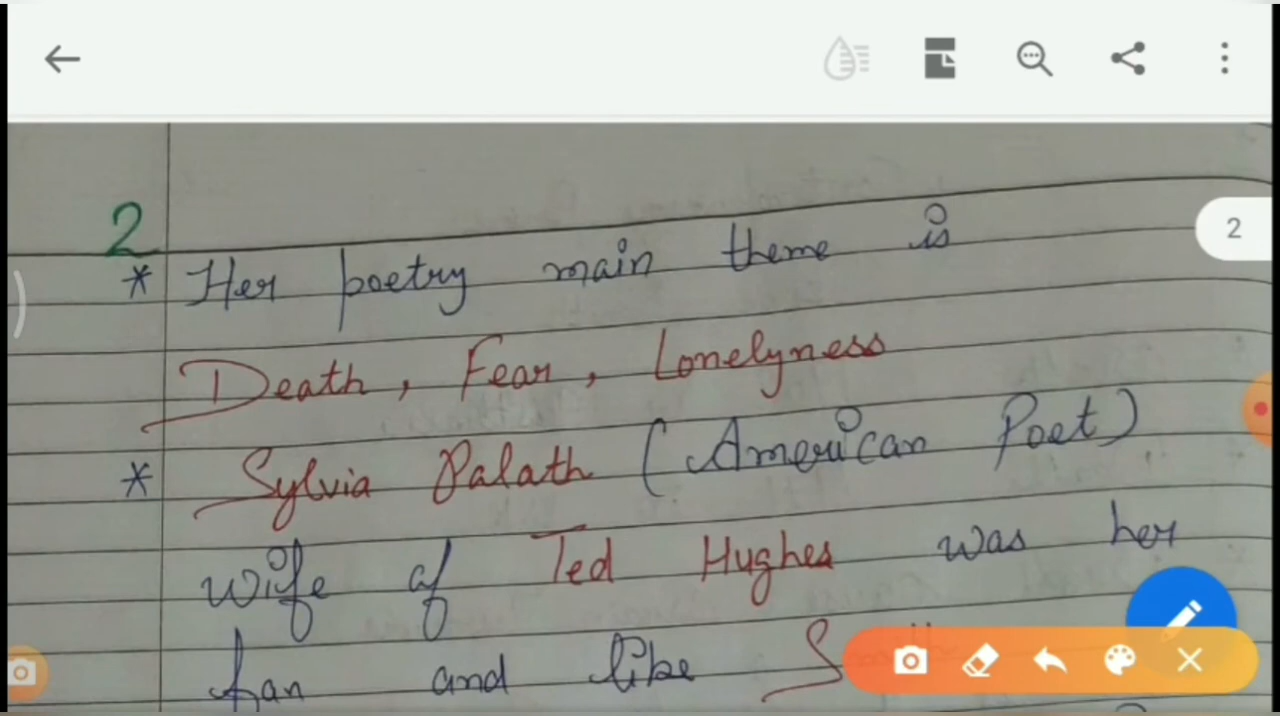 2
2
* Her poetry main theme is
Death, Fear, Lonelyness
* Sylvia Palath (American Poet)
wife of Ted Hughes was her
fan and like